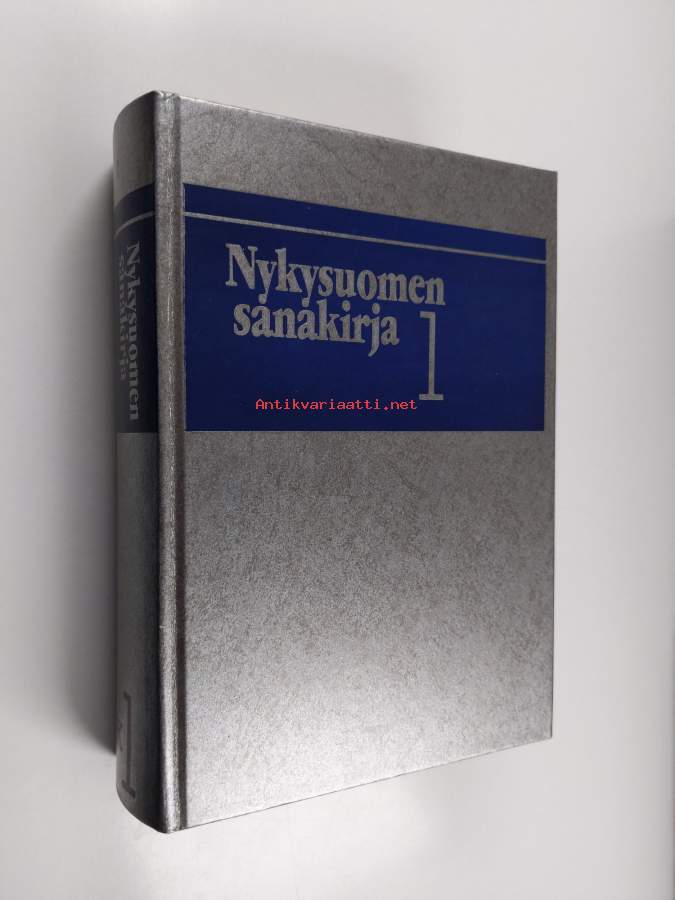 Nykysuomen
sanakirja
1
Antikvariaatti.net
Nykysuomen
sanakirja
1